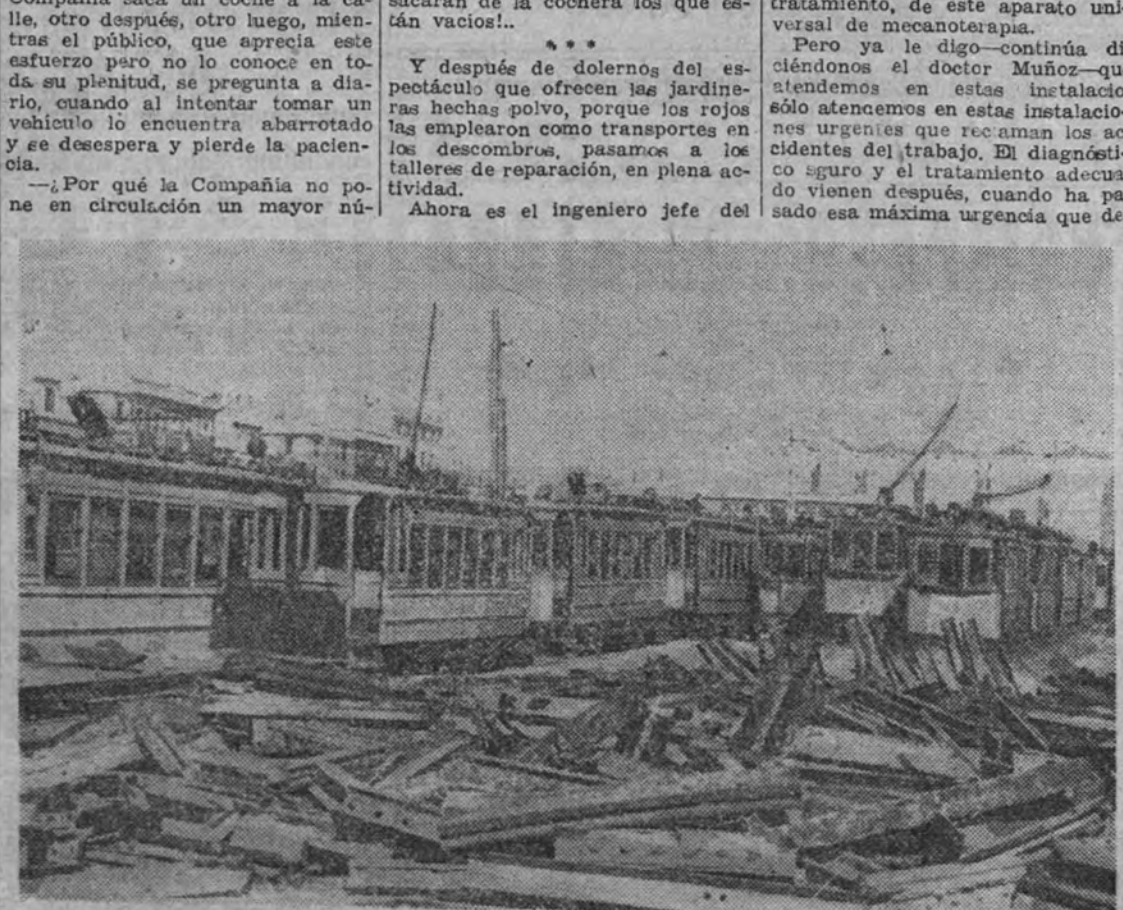 Compañía saca un coche a la ca-
lle, otro después, otro luego, mien-
tras el público, que aprecia este
esfuerzo pero no lo conoce en to-
da su plenitud, se pregunta a dia-
rio, cuando al intentar tomar un
vehículo lo encuentra abarrotado
y se desespera y pierde la pacien-
cia.
—¿Por qué la Compañía no po-
ne en circulación un mayor nú-
sacarán de la cochera los que es-
tán vacios!..
* * *
Y después de dolernos del es-
pectáculo que ofrecen las jardine-
ras hechas polvo, porque los rojos
las emplearon como transportes en
los descombros, pasamos a los
talleres de reparación, en plena ac-
tividad.
Ahora es el ingeniero jefe del
tratamiento, de este aparato uni-
versal de mecanoterapia.
Pero ya le digo—continúa di
ciéndonos el doctor Muñoz—qu
atendemos en estas instalacio
sólo atencemos en estas instalacio-
nes urgentes que reclaman los ac
cidentes del trabajo. El diagnósti-
co sguro y el tratamiento adecua
do vienen después, cuando ha pa
sado esa máxima urgencia que de